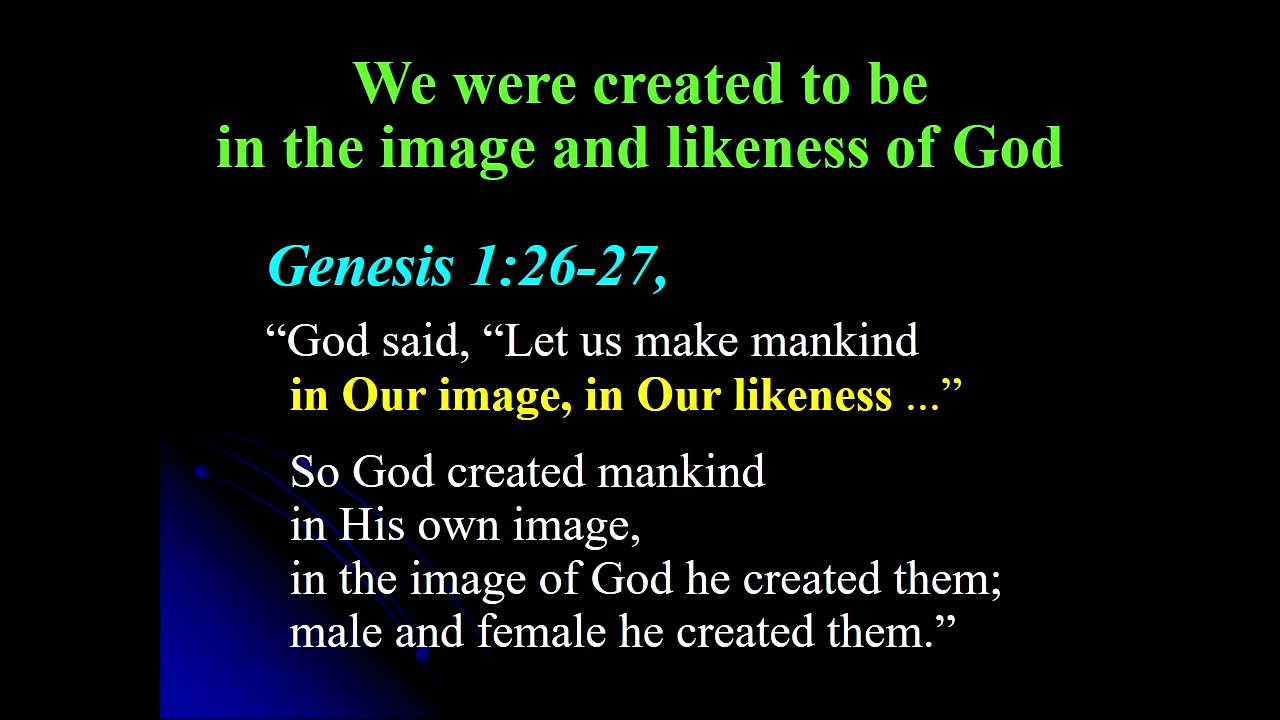 We were created to be
in the image and likeness of God
Genesis 1:26-27,
“God said, “Let us make mankind
in Our image, in Our likeness ...”
So God created mankind
in His own image,
in the image of God he created them;
male and female he created them.”